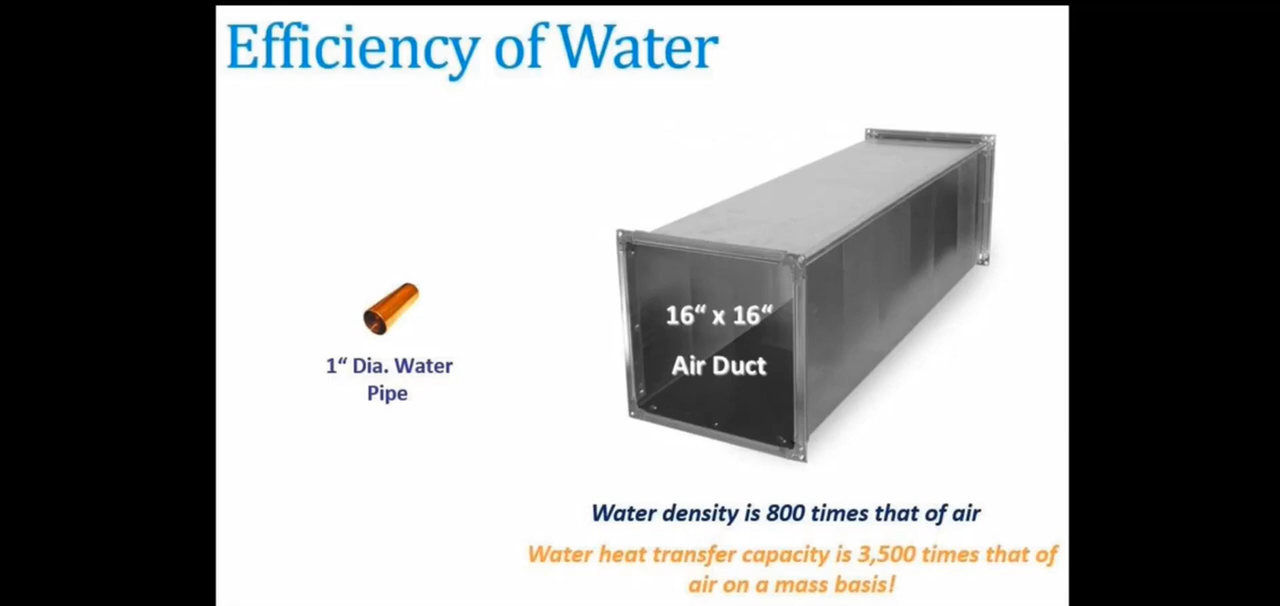 Efficiency of Water
16“ x 16“
Air Duct
1“ Dia. Water
Pipe
Water density is 800 times that of air
Water heat transfer capacity is 3,500 times that of
air on a mass basis!